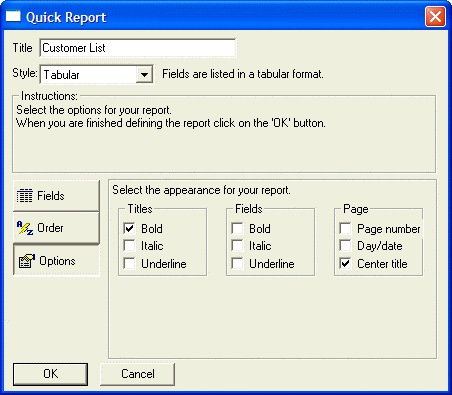 Quick Report
Title Customer List
Style: Tabular Fields are listed in a tabular format.
Instructions:
Select the options for your report.
When you are finished defining the report click on the 'OK' button.
Fields
Order
Options
Select the appearance for your report.
Titles Fields Page
Bold Bold Page number
Italic Italic Day/date
Underline Underline Center title
OK Cancel